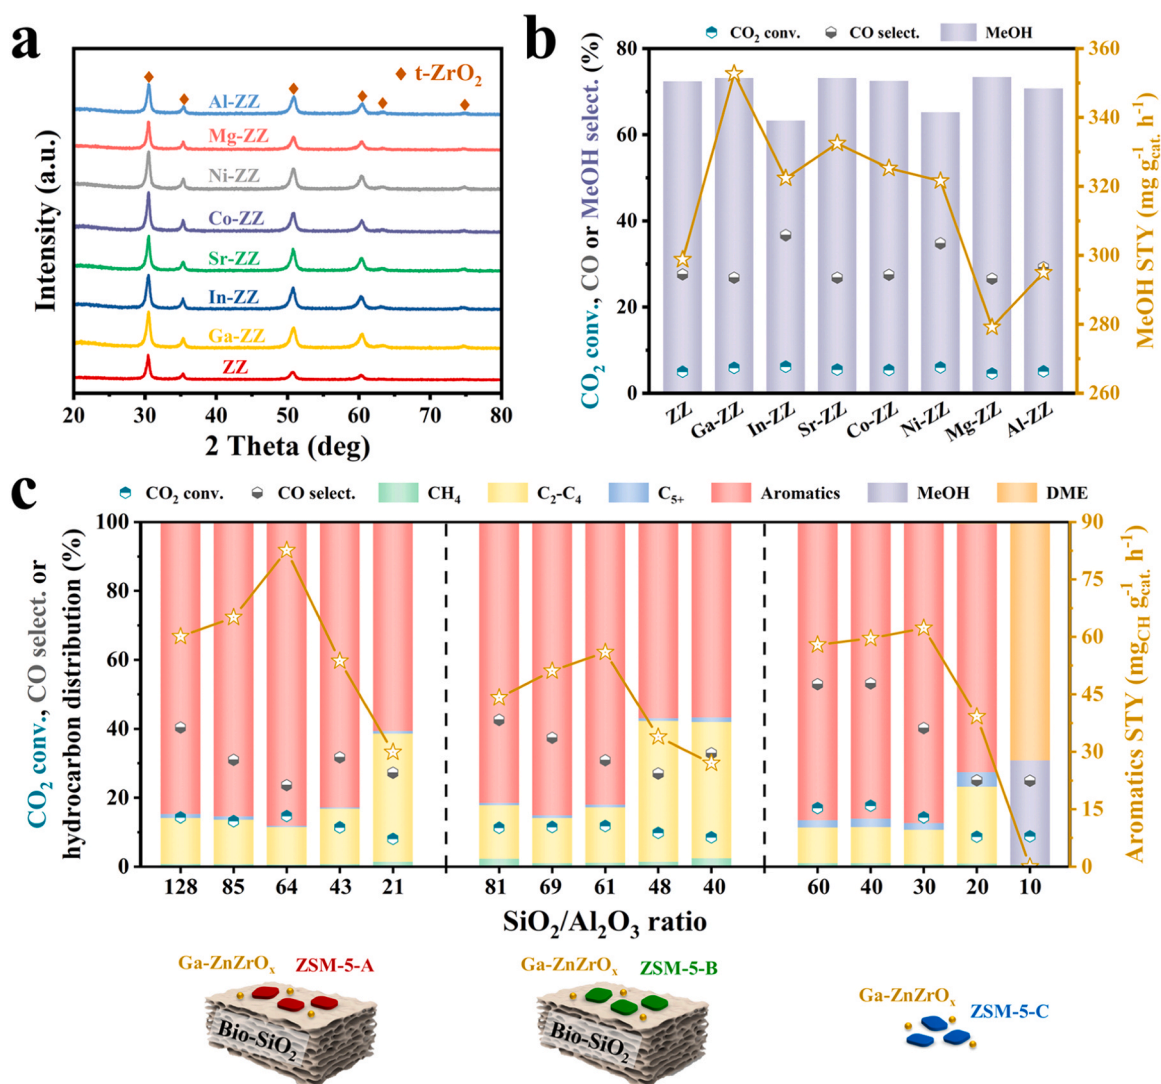 a
t-ZrO₂
Al-ZZ
Mg-ZZ
Ni-ZZ
Co-ZZ
Sr-ZZ
In-ZZ
Ga-ZZ
ZZ
Intensity (a.u.)
20 30 40 50 60 70 80
2 Theta (deg)
b
CO₂ conv. CO select. MeOH
CO₂ conv., CO or MeOH select. (%)
80
60
40
20
0
360
340
320
300
280
260
MeOH STY (mg g⁻¹cat. h⁻¹)
ZZ Ga-ZZ In-ZZ Sr-ZZ Co-ZZ Ni-ZZ Mg-ZZ Al-ZZ
c
CO₂ conv. CO select. CH₄ C₂-C₄ C₅₊ Aromatics MeOH DME
CO₂ conv., CO select. or
hydrocarbon distribution (%)
100
80
60
40
20
0
90
75
60
45
30
15
0
Aromatics STY (mgCH g⁻¹cat. h⁻¹)
128 85 64 43 21 81 69 61 48 40 60 40 30 20 10
SiO₂/Al₂O₃ ratio
Ga-ZnZrOₓ ZSM-5-A
Bio-SiO₂
Ga-ZnZrOₓ ZSM-5-B
Bio-SiO₂
Ga-ZnZrOₓ
ZSM-5-C